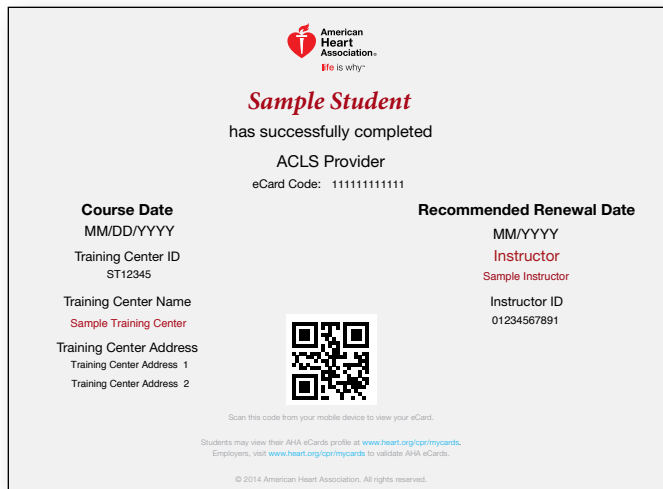 American
Heart
Association®
life is why™
Sample Student
has successfully completed
ACLS Provider
eCard Code: 111111111111
Course Date
MM/DD/YYYY
Training Center ID
ST12345
Training Center Name
Sample Training Center
Training Center Address
Training Center Address 1
Training Center Address 2
Recommended Renewal Date
MM/YYYY
Instructor
Sample Instructor
Instructor ID
01234567891
Scan this code from your mobile device to view your eCard.
Students may view their AHA eCards profile at www.heart.org/cpr/mycards.
Employers, visit www.heart.org/cpr/mycards to validate AHA eCards.
© 2014 American Heart Association. All rights reserved.